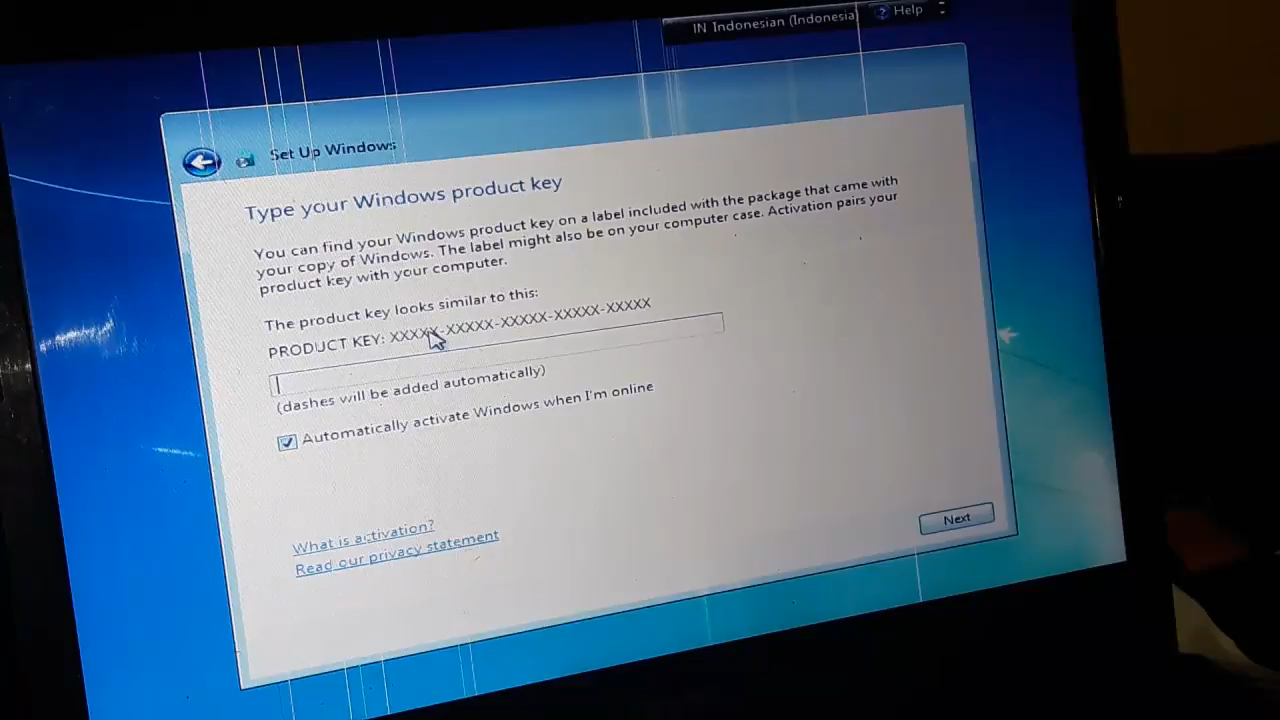 IN Indonesian (Indonesia) Help
Set Up Windows
Type your Windows product key
You can find your Windows product key on a label included with the package that came with
your copy of Windows. The label might also be on your computer case. Activation pairs your
product key with your computer.
The product key looks similar to this:
PRODUCT KEY: XXXXX-XXXXX-XXXXX-XXXXX-XXXXX
(dashes will be added automatically)
Automatically activate Windows when I'm online
What is activation?
Read our privacy statement
Next